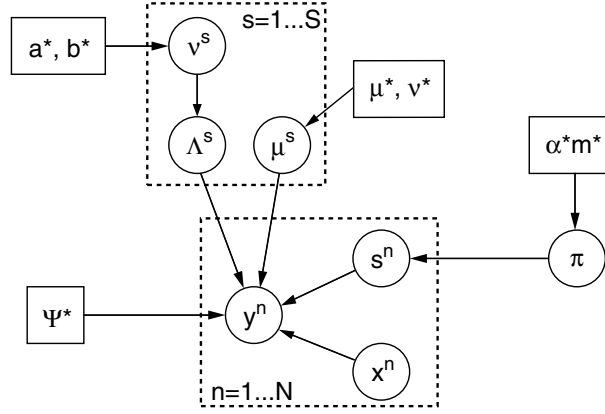 s=1...S
a*, b*
ν^s
μ*, ν*
Λ^s
μ^s
α*m*
s^n
π
Ψ*
y^n
x^n
n=1...N